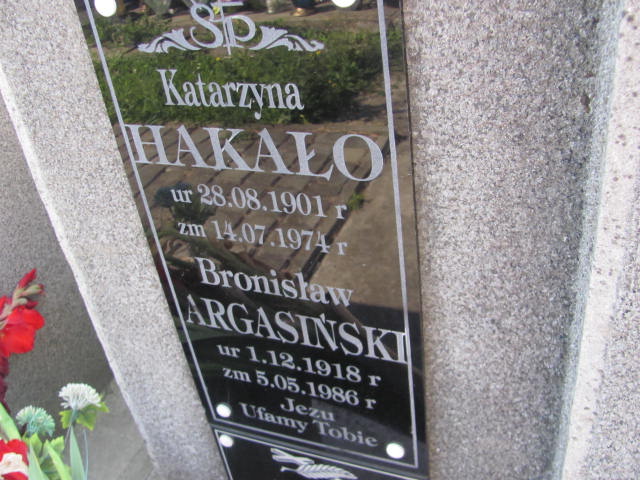 Ś†P
Katarzyna
HAKAŁO
ur 28.08.1901 r
zm 14.07.1974 r
Bronisław
ARGASIŃSKI
ur 1.12.1918 r
zm 5.05.1986 r
Jezu
Ufamy Tobie